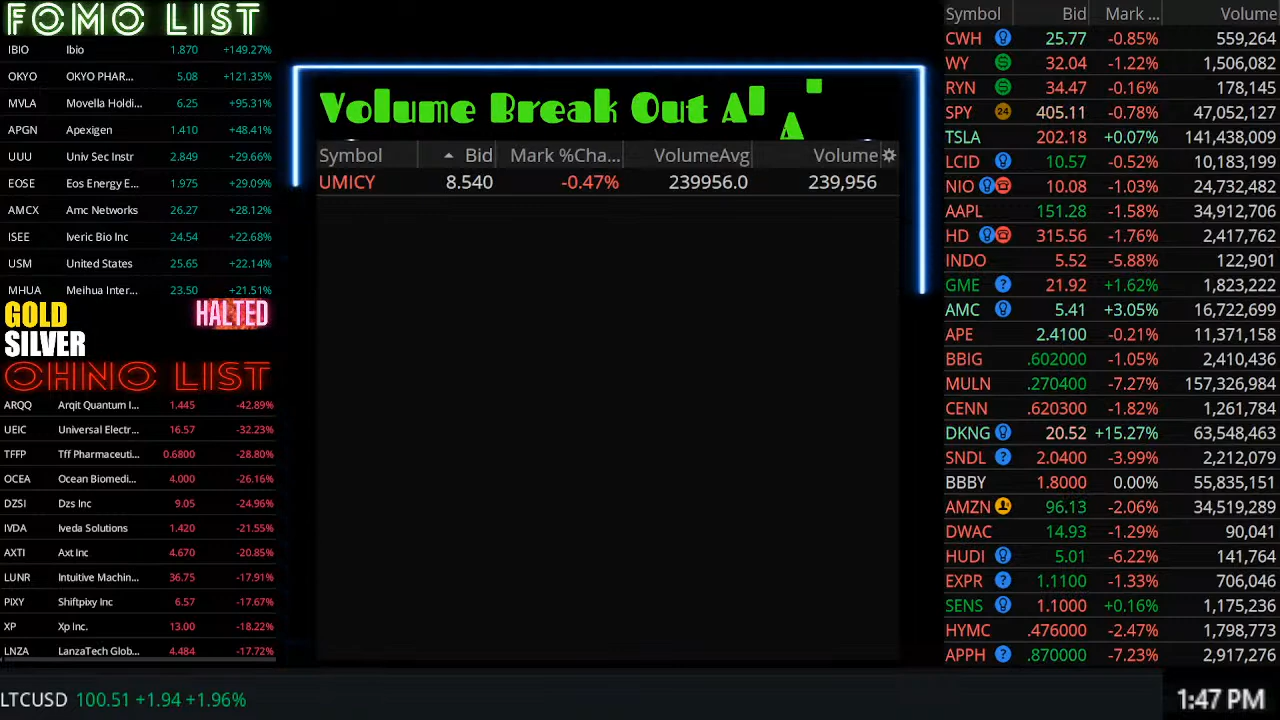 FOMO LIST
IBIO Ibio 1.870 +149.27%
OKYO OKYO PHAR... 5.08 +121.35%
MVLA Movella Holdi... 6.25 +95.31%
APGN Apexigen 1.410 +48.41%
UUU Univ Sec Instr 2.849 +29.66%
EOSE Eos Energy E... 1.975 +29.09%
AMCX Amc Networks 26.27 +28.12%
ISEE Iveric Bio Inc 24.54 +22.68%
USM United States 25.65 +22.14%
MHUA Meihua Inter... 23.50 +21.51%
GOLD HALTED
SILVER
OHNO LIST
ARQQ Arqit Quantum I... 1.445 -42.89%
UEIC Universal Electr... 16.57 -32.23%
TFFP Tff Pharmaceuti... 0.6800 -28.80%
OCEA Ocean Biomedi... 4.000 -26.16%
DZSI Dzs Inc 9.05 -24.96%
IVDA Iveda Solutions 1.420 -21.55%
AXTI Axt Inc 4.670 -20.85%
LUNR Intuitive Machin... 36.75 -17.91%
PIXY Shiftpixy Inc 6.57 -17.67%
XP Xp Inc. 13.00 -18.22%
LNZA LanzaTech Glob... 4.484 -17.72%
Volume Break Out A A
Symbol Bid Mark %Cha... VolumeAvg Volume
UMICY 8.540 -0.47% 239956.0 239,956
Symbol Bid Mark ... Volume
CWH 25.77 -0.85% 559,264
WY 32.04 -1.22% 1,506,082
RYN 34.47 -0.16% 178,145
SPY 24 405.11 -0.78% 47,052,127
TSLA 202.18 +0.07% 141,438,009
LCID 10.57 -0.52% 10,183,199
NIO 10.08 -1.03% 24,732,482
AAPL 151.28 -1.58% 34,912,706
HD 315.56 -1.76% 2,417,762
INDO 5.52 -5.88% 122,901
GME ? 21.92 +1.62% 1,823,222
AMC 5.41 +3.05% 16,722,699
APE 2.4100 -0.21% 11,371,158
BBIG .602000 -1.05% 2,410,436
MULN .270400 -7.27% 157,326,984
CENN .620300 -1.82% 1,261,784
DKNG 20.52 +15.27% 63,548,463
SNDL ? 2.0400 -3.99% 2,212,079
BBBY 1.8000 0.00% 55,835,151
AMZN 96.13 -2.06% 34,519,289
DWAC 14.93 -1.29% 90,041
HUDI 5.01 -6.22% 141,764
EXPR ? 1.1100 -1.33% 706,046
SENS 1.1000 +0.16% 1,175,236
HYMC .476000 -2.47% 1,798,773
APPH ? .870000 -7.23% 2,917,276
LTCUSD 100.51 +1.94 +1.96%
1:47 PM